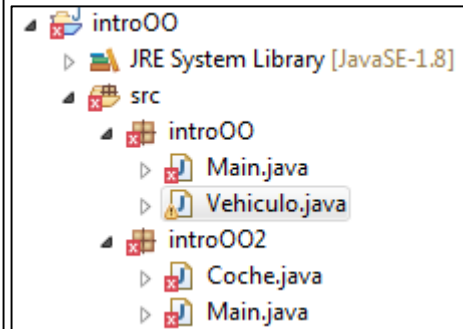 introOO
JRE System Library [JavaSE-1.8]
src
introOO
Main.java
Vehiculo.java
introOO2
Coche.java
Main.java